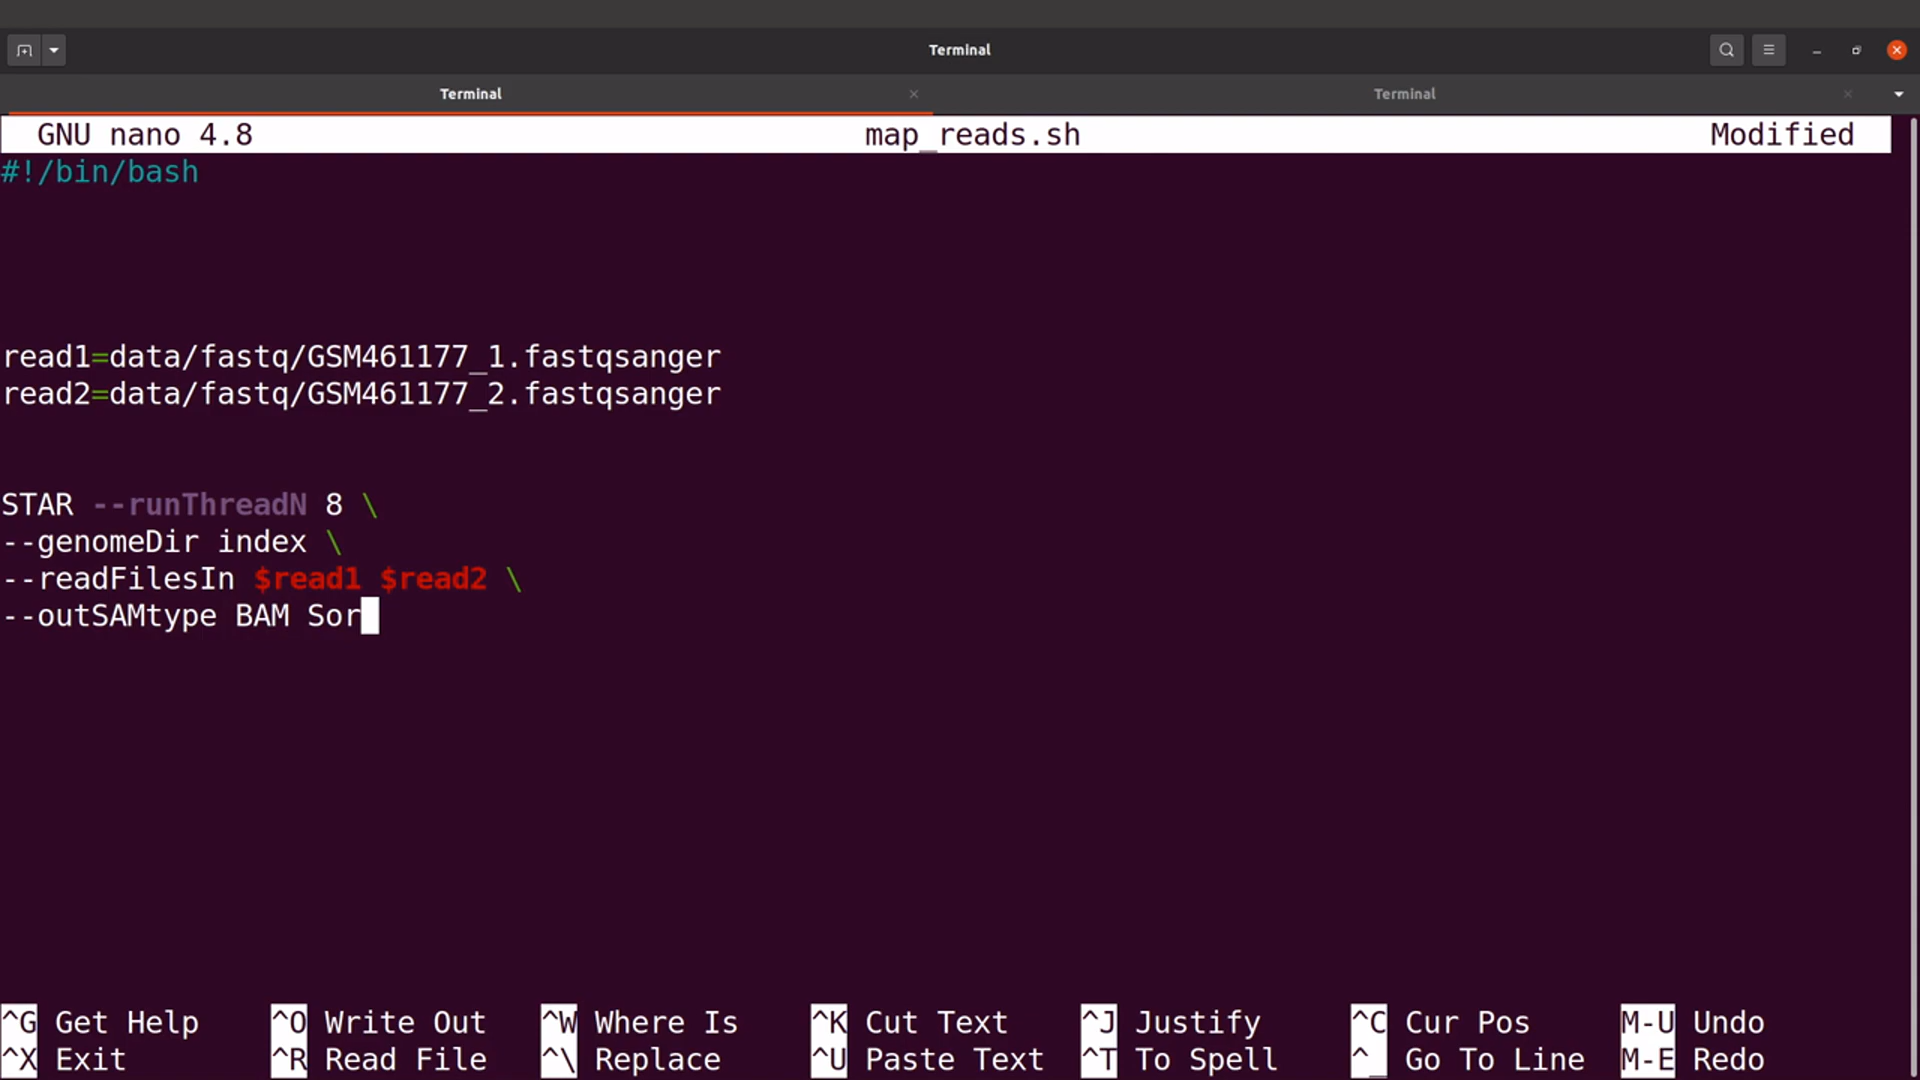 Terminal
Terminal Terminal
GNU nano 4.8 map_reads.sh Modified
#!/bin/bash
read1=data/fastq/GSM461177_1.fastqsanger
read2=data/fastq/GSM461177_2.fastqsanger
STAR --runThreadN 8 \
--genomeDir index \
--readFilesIn $read1 $read2 \
--outSAMtype BAM Sor
^G Get Help ^O Write Out ^W Where Is ^K Cut Text ^J Justify ^C Cur Pos M-U Undo
^X Exit ^R Read File ^\ Replace ^U Paste Text ^T To Spell ^_ Go To Line M-E Redo